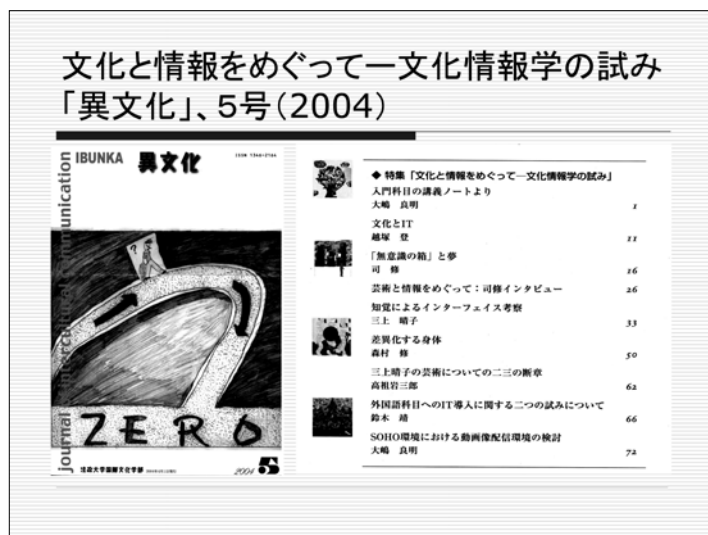 文化と情報をめぐって―文化情報学の試み
「異文化」、5号(2004)
IBUNKA 異文化
journal of intercultural communication
?
ZERO
法政大学国際文化学部
2004 5
◆ 特集「文化と情報をめぐって―文化情報学の試み」
入門科目の講義ノートより
大嶋 良明 1
文化とIT
越塚 登 11
「無意識の箱」と夢
司 修 16
芸術と情報をめぐって:司修インタビュー 26
知覚によるインターフェイス考察
三上 晴子 33
差異化する身体
森村 修 50
三上晴子の芸術についての二三の断章
高祖岩三郎 62
外国語科目へのIT導入に関する二つの試みについて
鈴木 靖 66
SOHO環境における動画像配信環境の検討
大嶋 良明 72